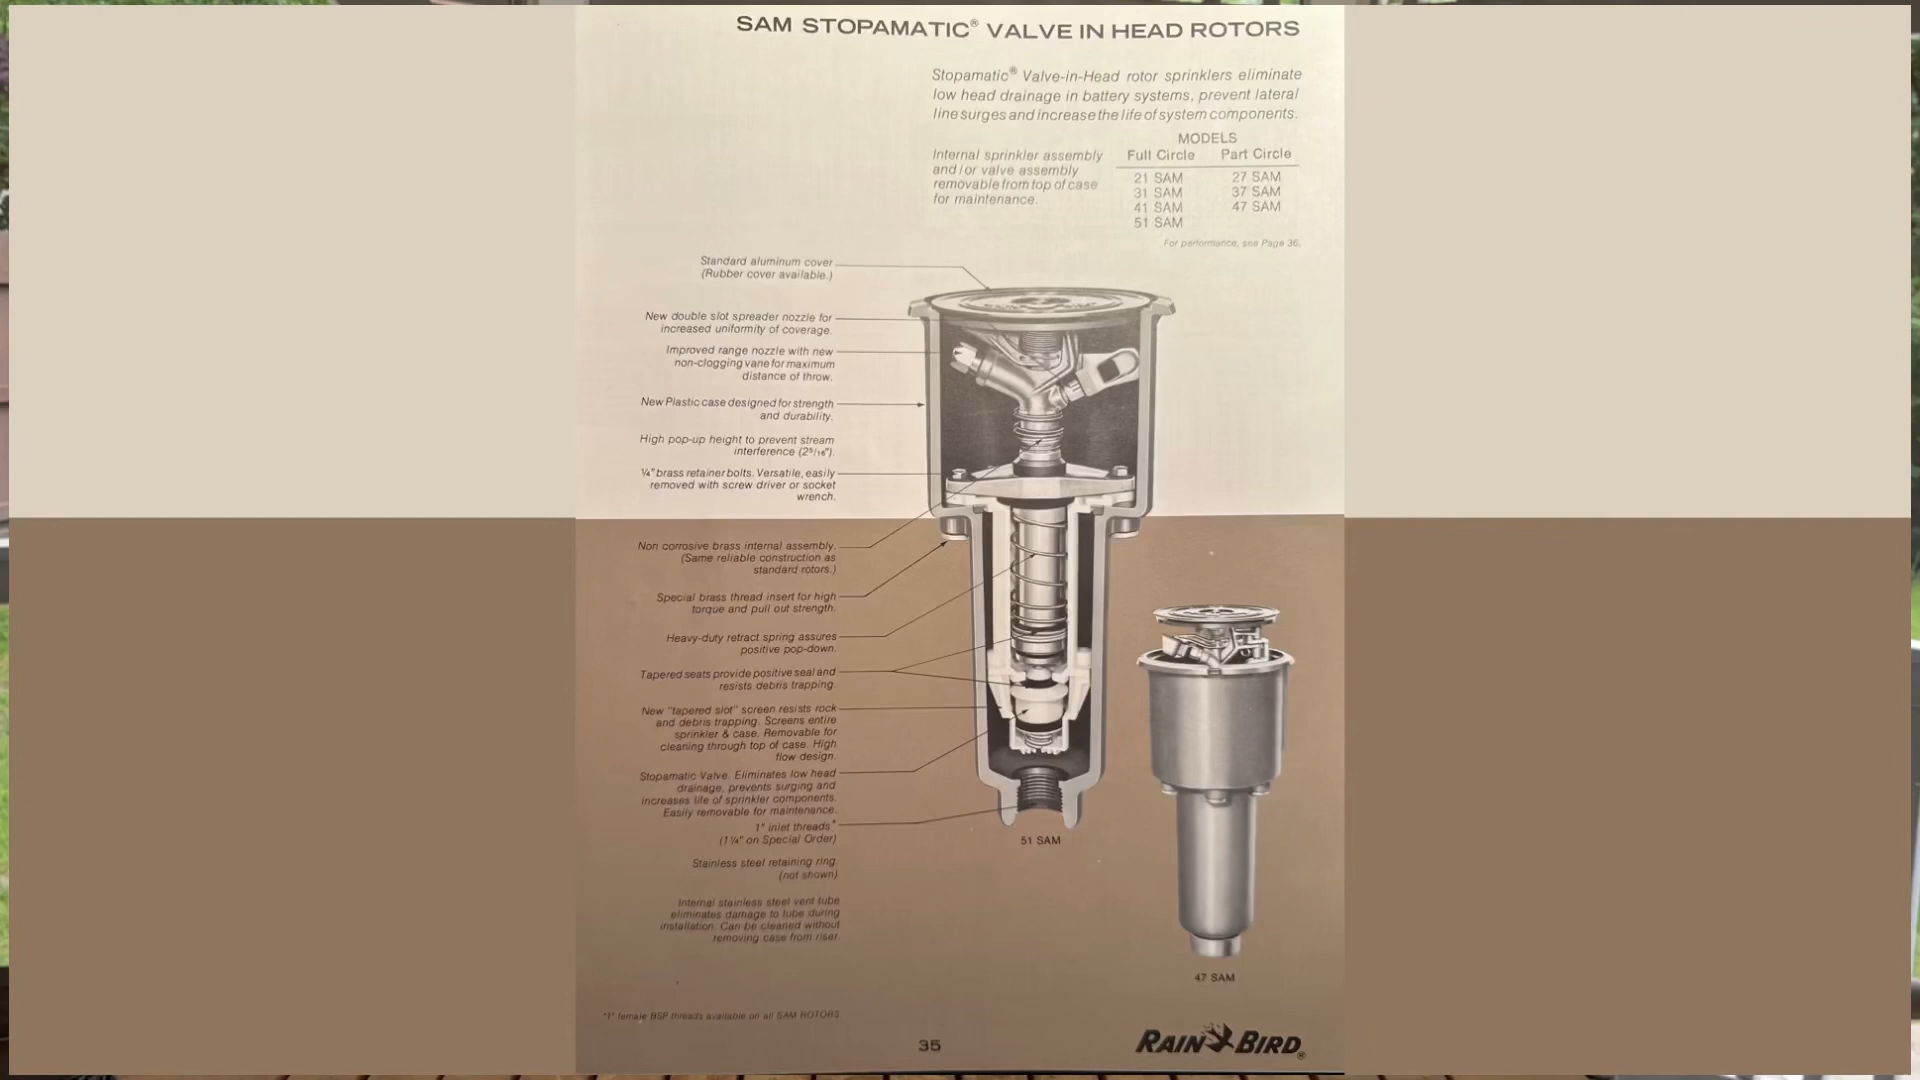 SAM STOPAMATIC® VALVE IN HEAD ROTORS
Stopamatic® Valve-in-Head rotor sprinklers eliminate
low head drainage in battery systems, prevent lateral
line surges and increase the life of system components.
Internal sprinkler assembly
and/or valve assembly
removable from top of case
for maintenance.
MODELS
Full Circle Part Circle
21 SAM 27 SAM
31 SAM 37 SAM
41 SAM 47 SAM
51 SAM
For performance, see Page 36.
Standard aluminum cover
(Rubber cover available.)
New double slot spreader nozzle for
increased uniformity of coverage.
Improved range nozzle with new
non-clogging vane for maximum
distance of throw.
New Plastic case designed for strength
and durability.
High pop-up height to prevent stream
interference (2 5/16").
¼" brass retainer bolts. Versatile, easily
removed with screw driver or socket
wrench.
Non corrosive brass internal assembly.
(Same reliable construction as
standard rotors.)
Special brass thread insert for high
torque and pull out strength.
Heavy-duty retract spring assures
positive pop-down.
Tapered seats provide positive seal and
resists debris trapping.
New "tapered slot" screen resists rock
and debris trapping. Screens entire
sprinkler & case. Removable for
cleaning through top of case. High
flow design.
Stopamatic Valve. Eliminates low head
drainage, prevents surging and
increases life of sprinkler components.
Easily removable for maintenance.
1" inlet threads*
(1¼" on Special Order)
Stainless steel retaining ring.
(not shown)
Internal stainless steel vent tube
eliminates damage to tube during
installation. Can be cleaned without
removing case from riser.
51 SAM
47 SAM
*1" female BSP threads available on all SAM ROTORS
35
RAIN BIRD®